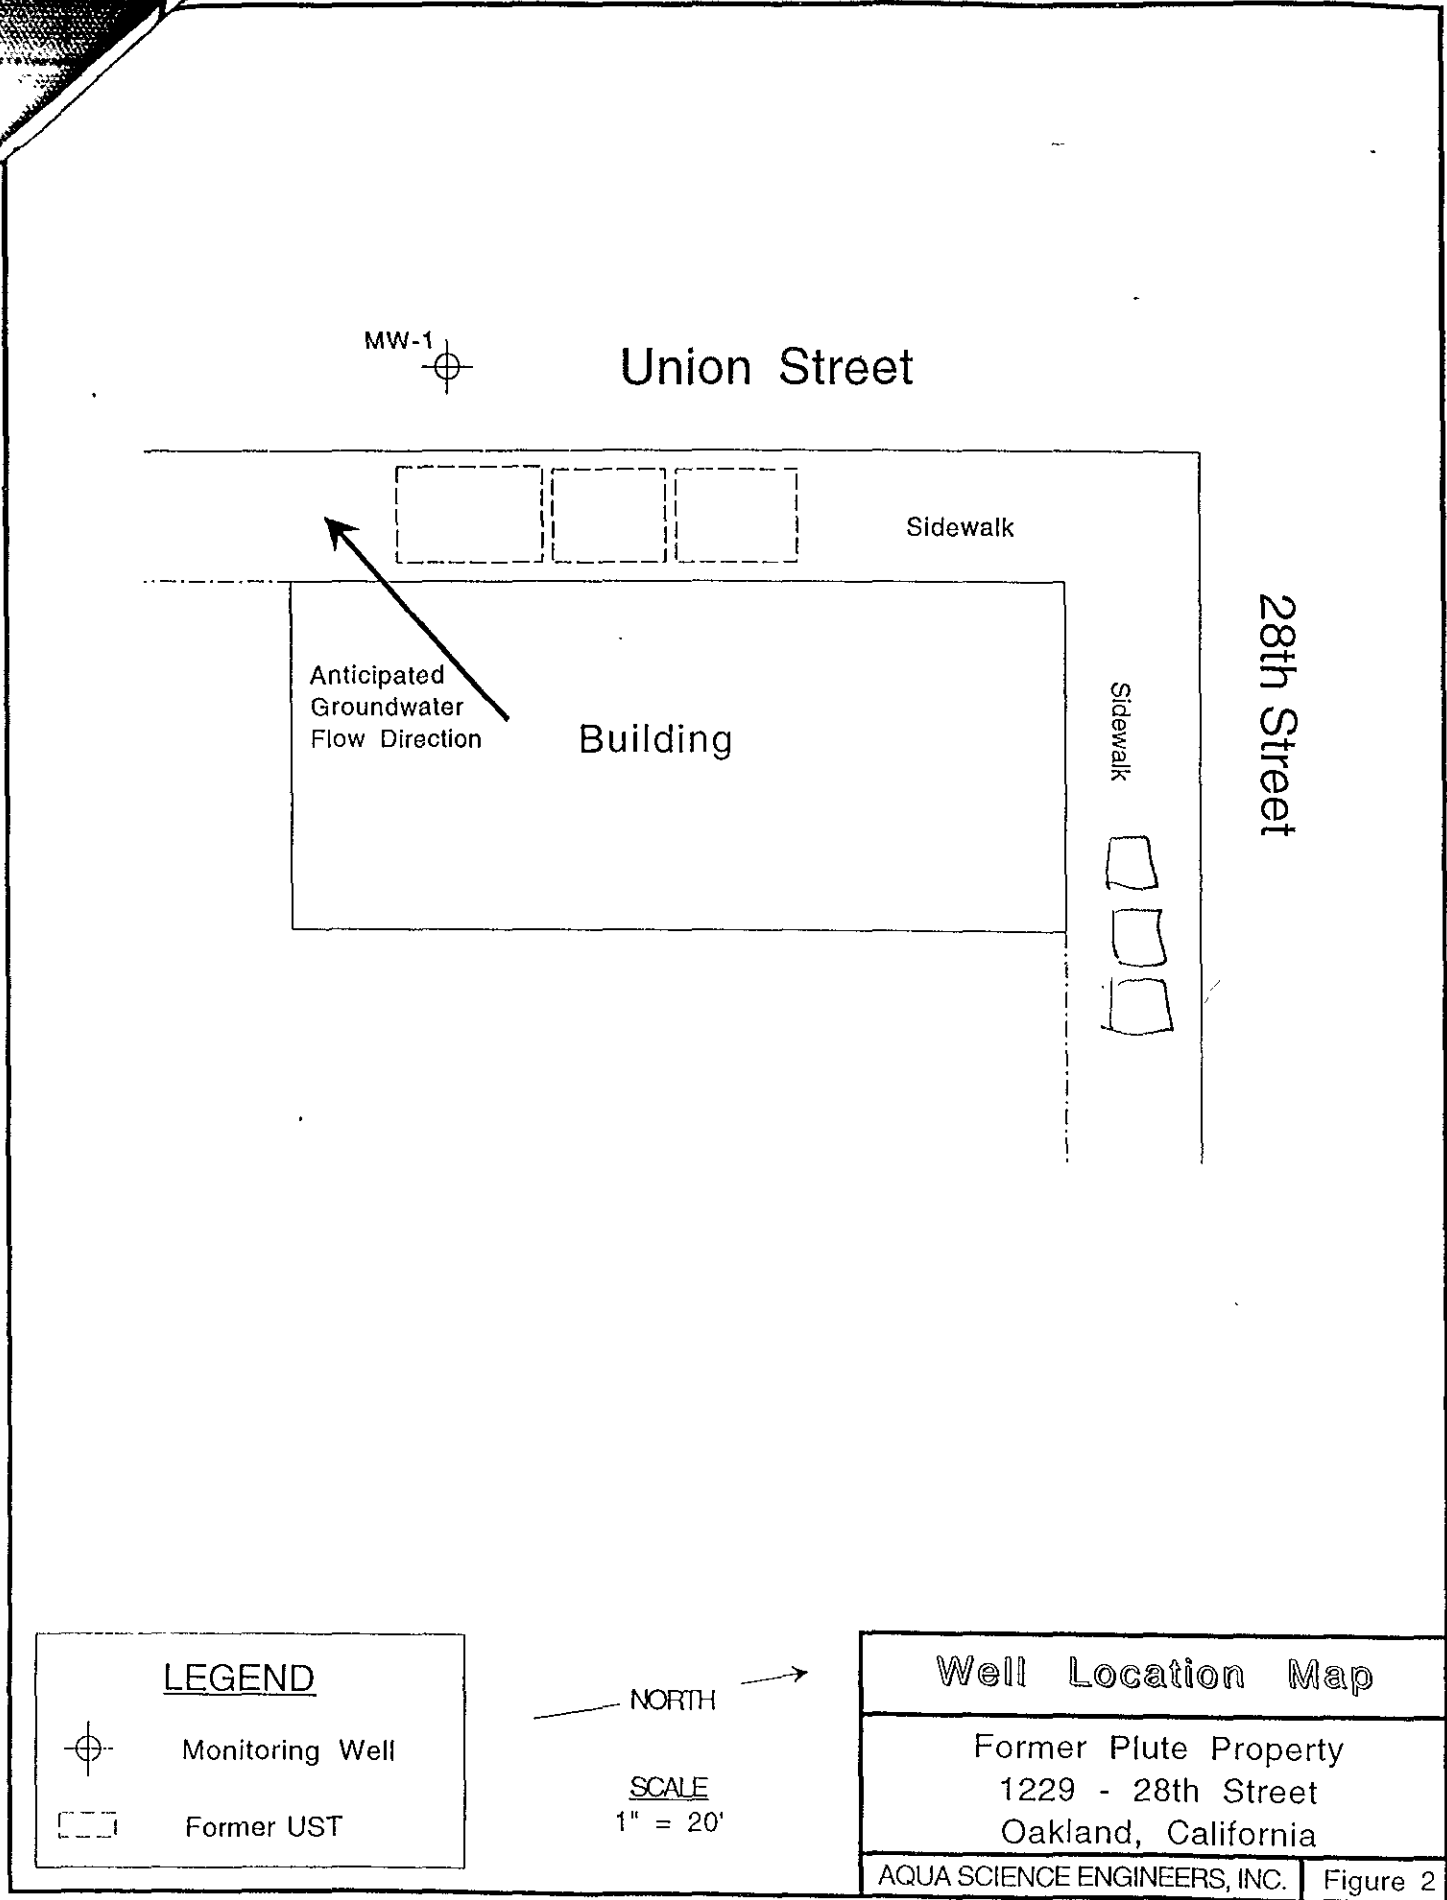 MW-1
Union Street
Sidewalk
28th Street
Sidewalk
Anticipated
Groundwater
Flow Direction
Building
LEGEND
Monitoring Well
Former UST
NORTH
SCALE
1" = 20'
Well Location Map
Former Plute Property
1229 - 28th Street
Oakland, California
AQUA SCIENCE ENGINEERS, INC.
Figure 2